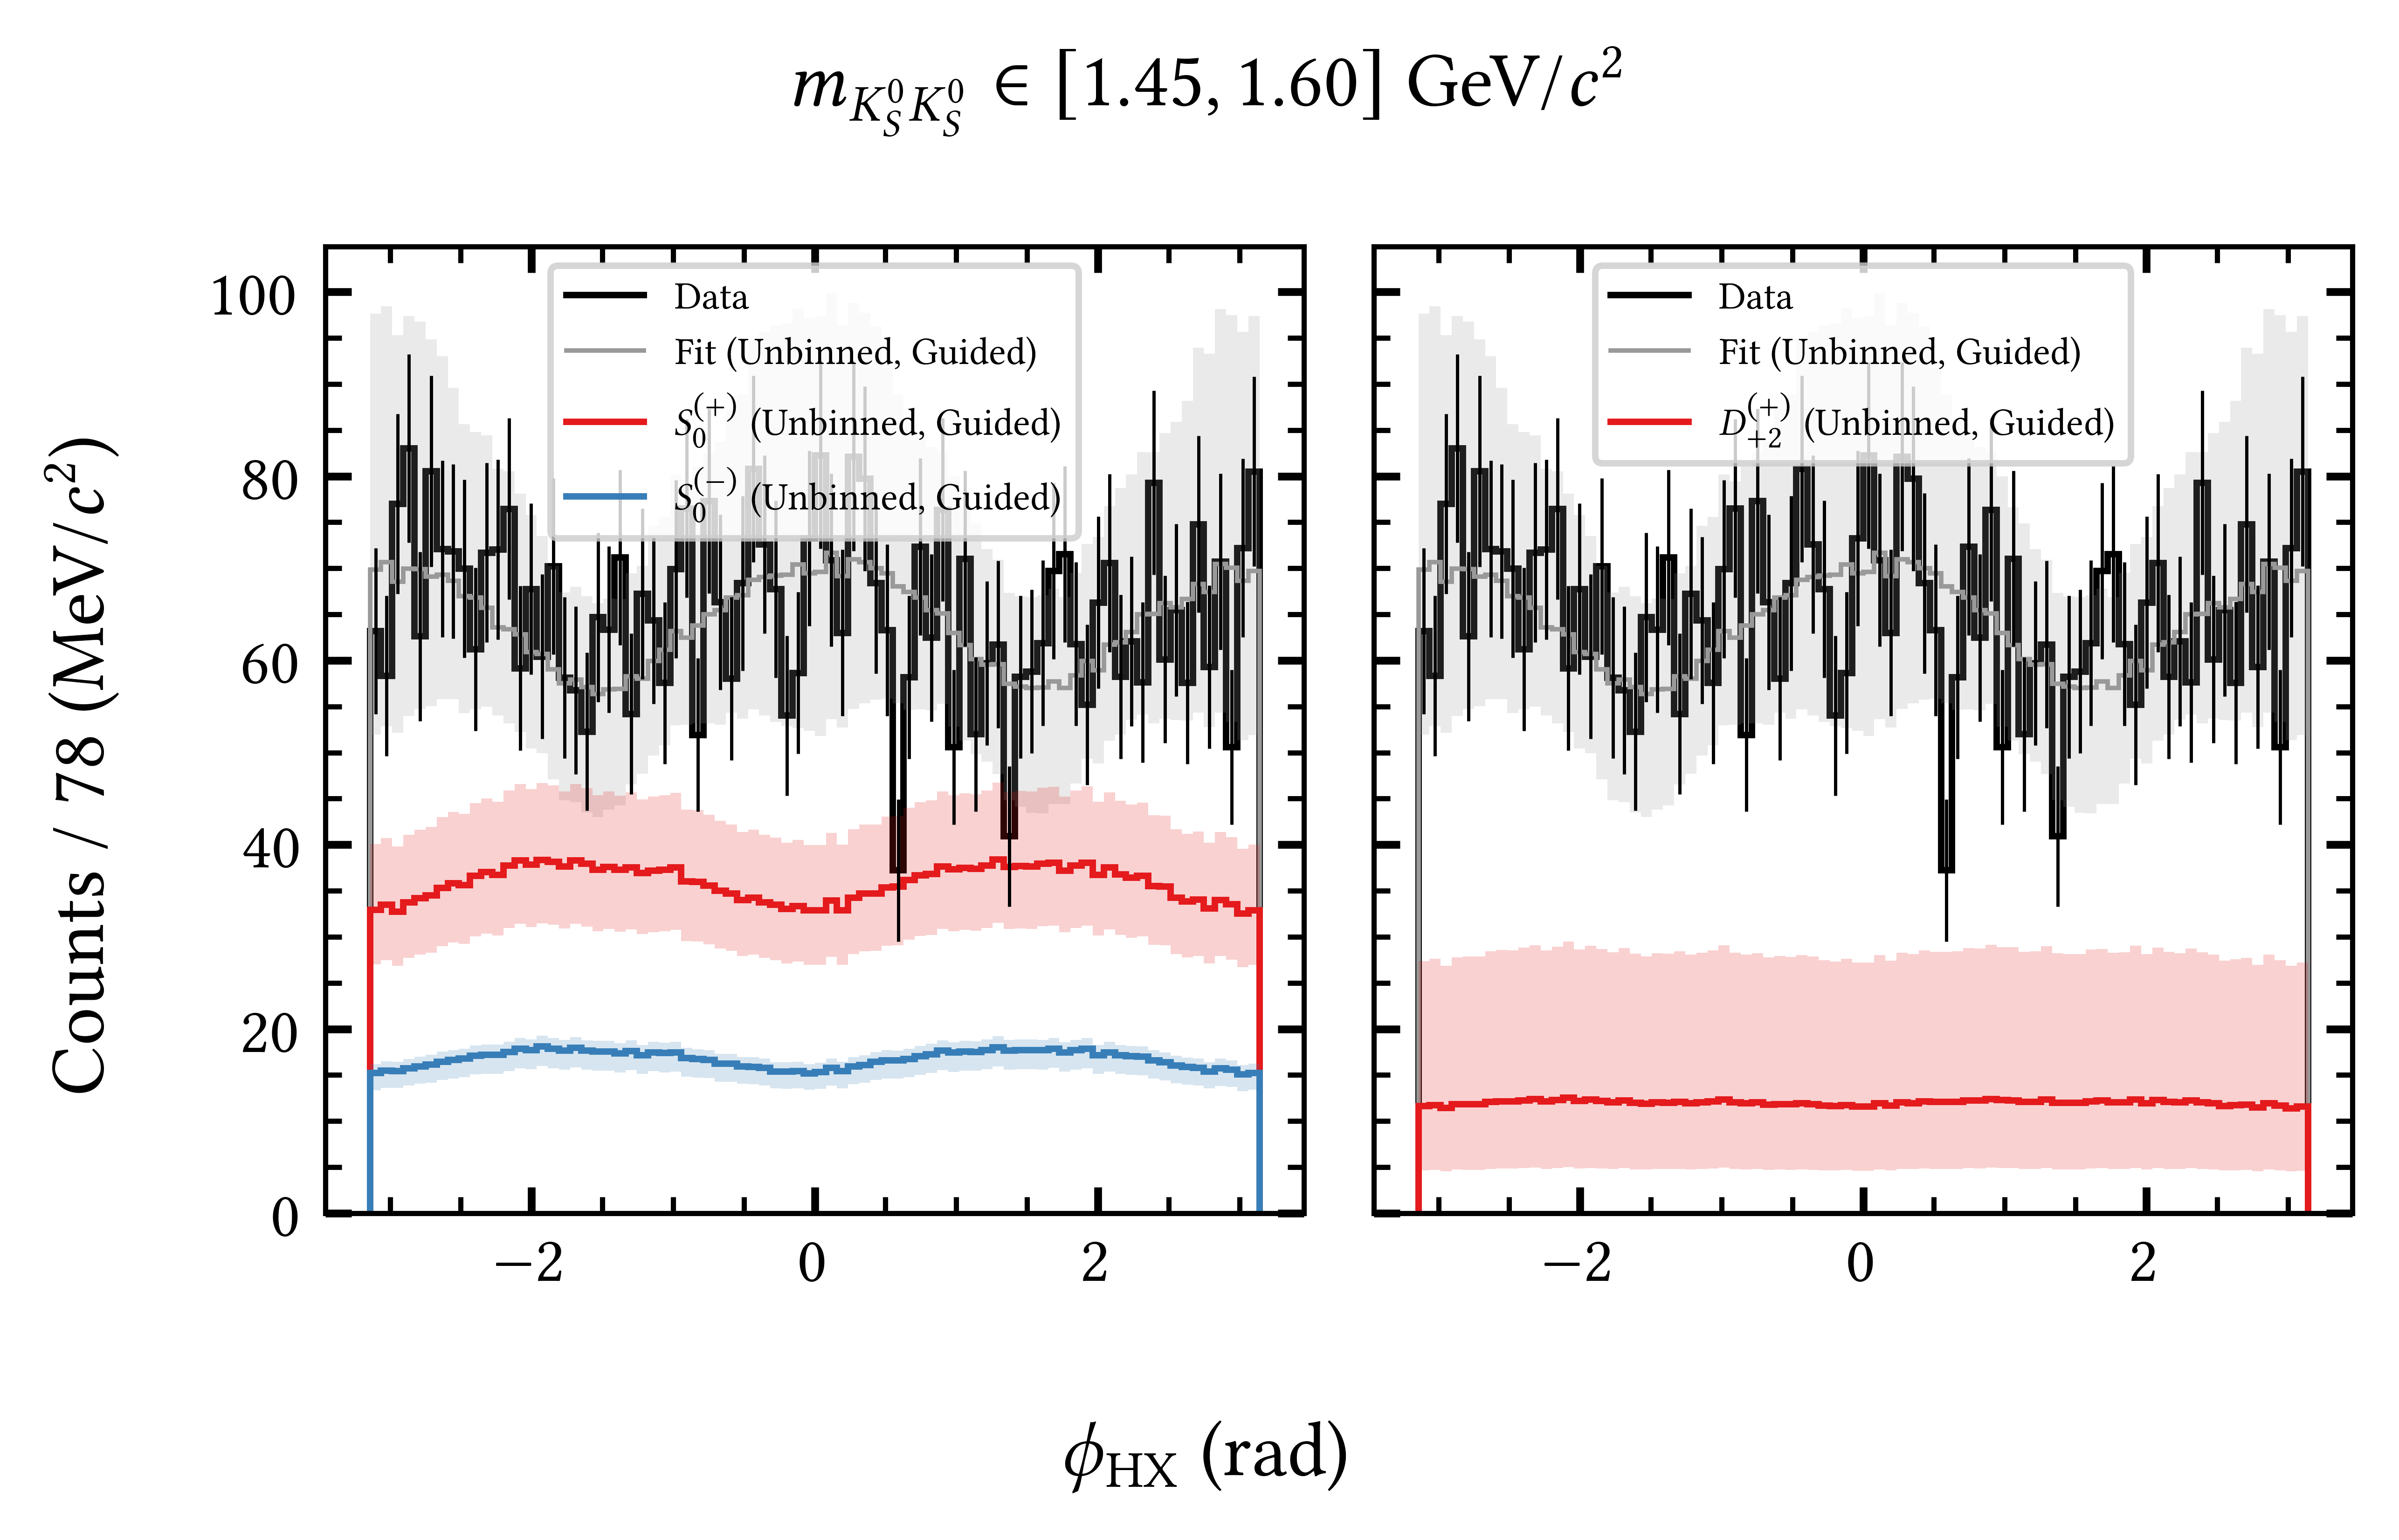 m_{K_S^0 K_S^0} ∈ [1.45, 1.60] GeV/c²
Counts / 78 (MeV/c²)
100
80
60
40
20
0
Data
Fit (Unbinned, Guided)
S_0^{(+)} (Unbinned, Guided)
S_0^{(−)} (Unbinned, Guided)
Data
Fit (Unbinned, Guided)
D_{+2}^{(+)} (Unbinned, Guided)
−2 0 2
−2 0 2
ϕ_{HX} (rad)